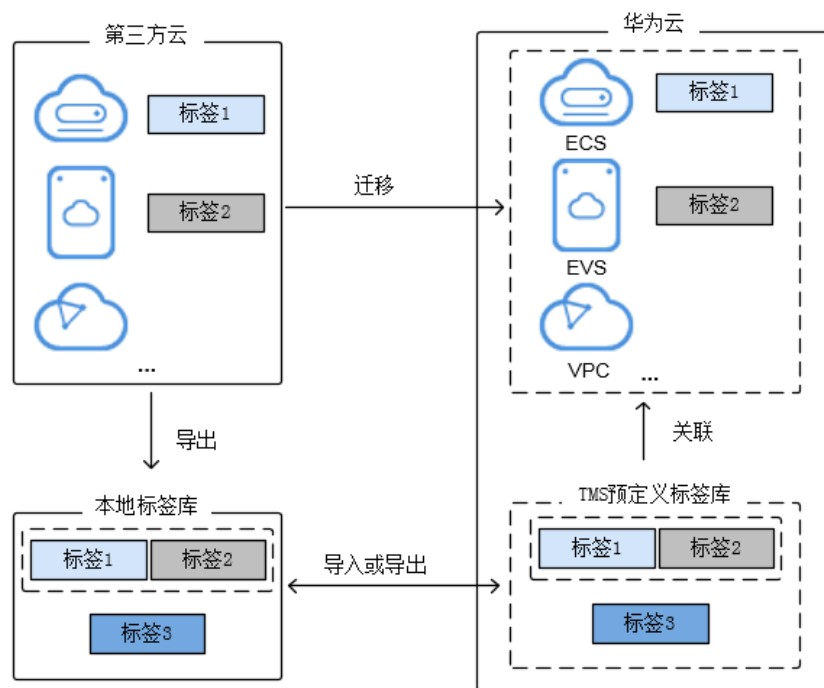 第三方云
标签1
标签2
...
迁移
华为云
ECS
标签1
EVS
标签2
VPC
...
导出
关联
本地标签库
标签1
标签2
标签3
导入或导出
TMS预定义标签库
标签1
标签2
标签3